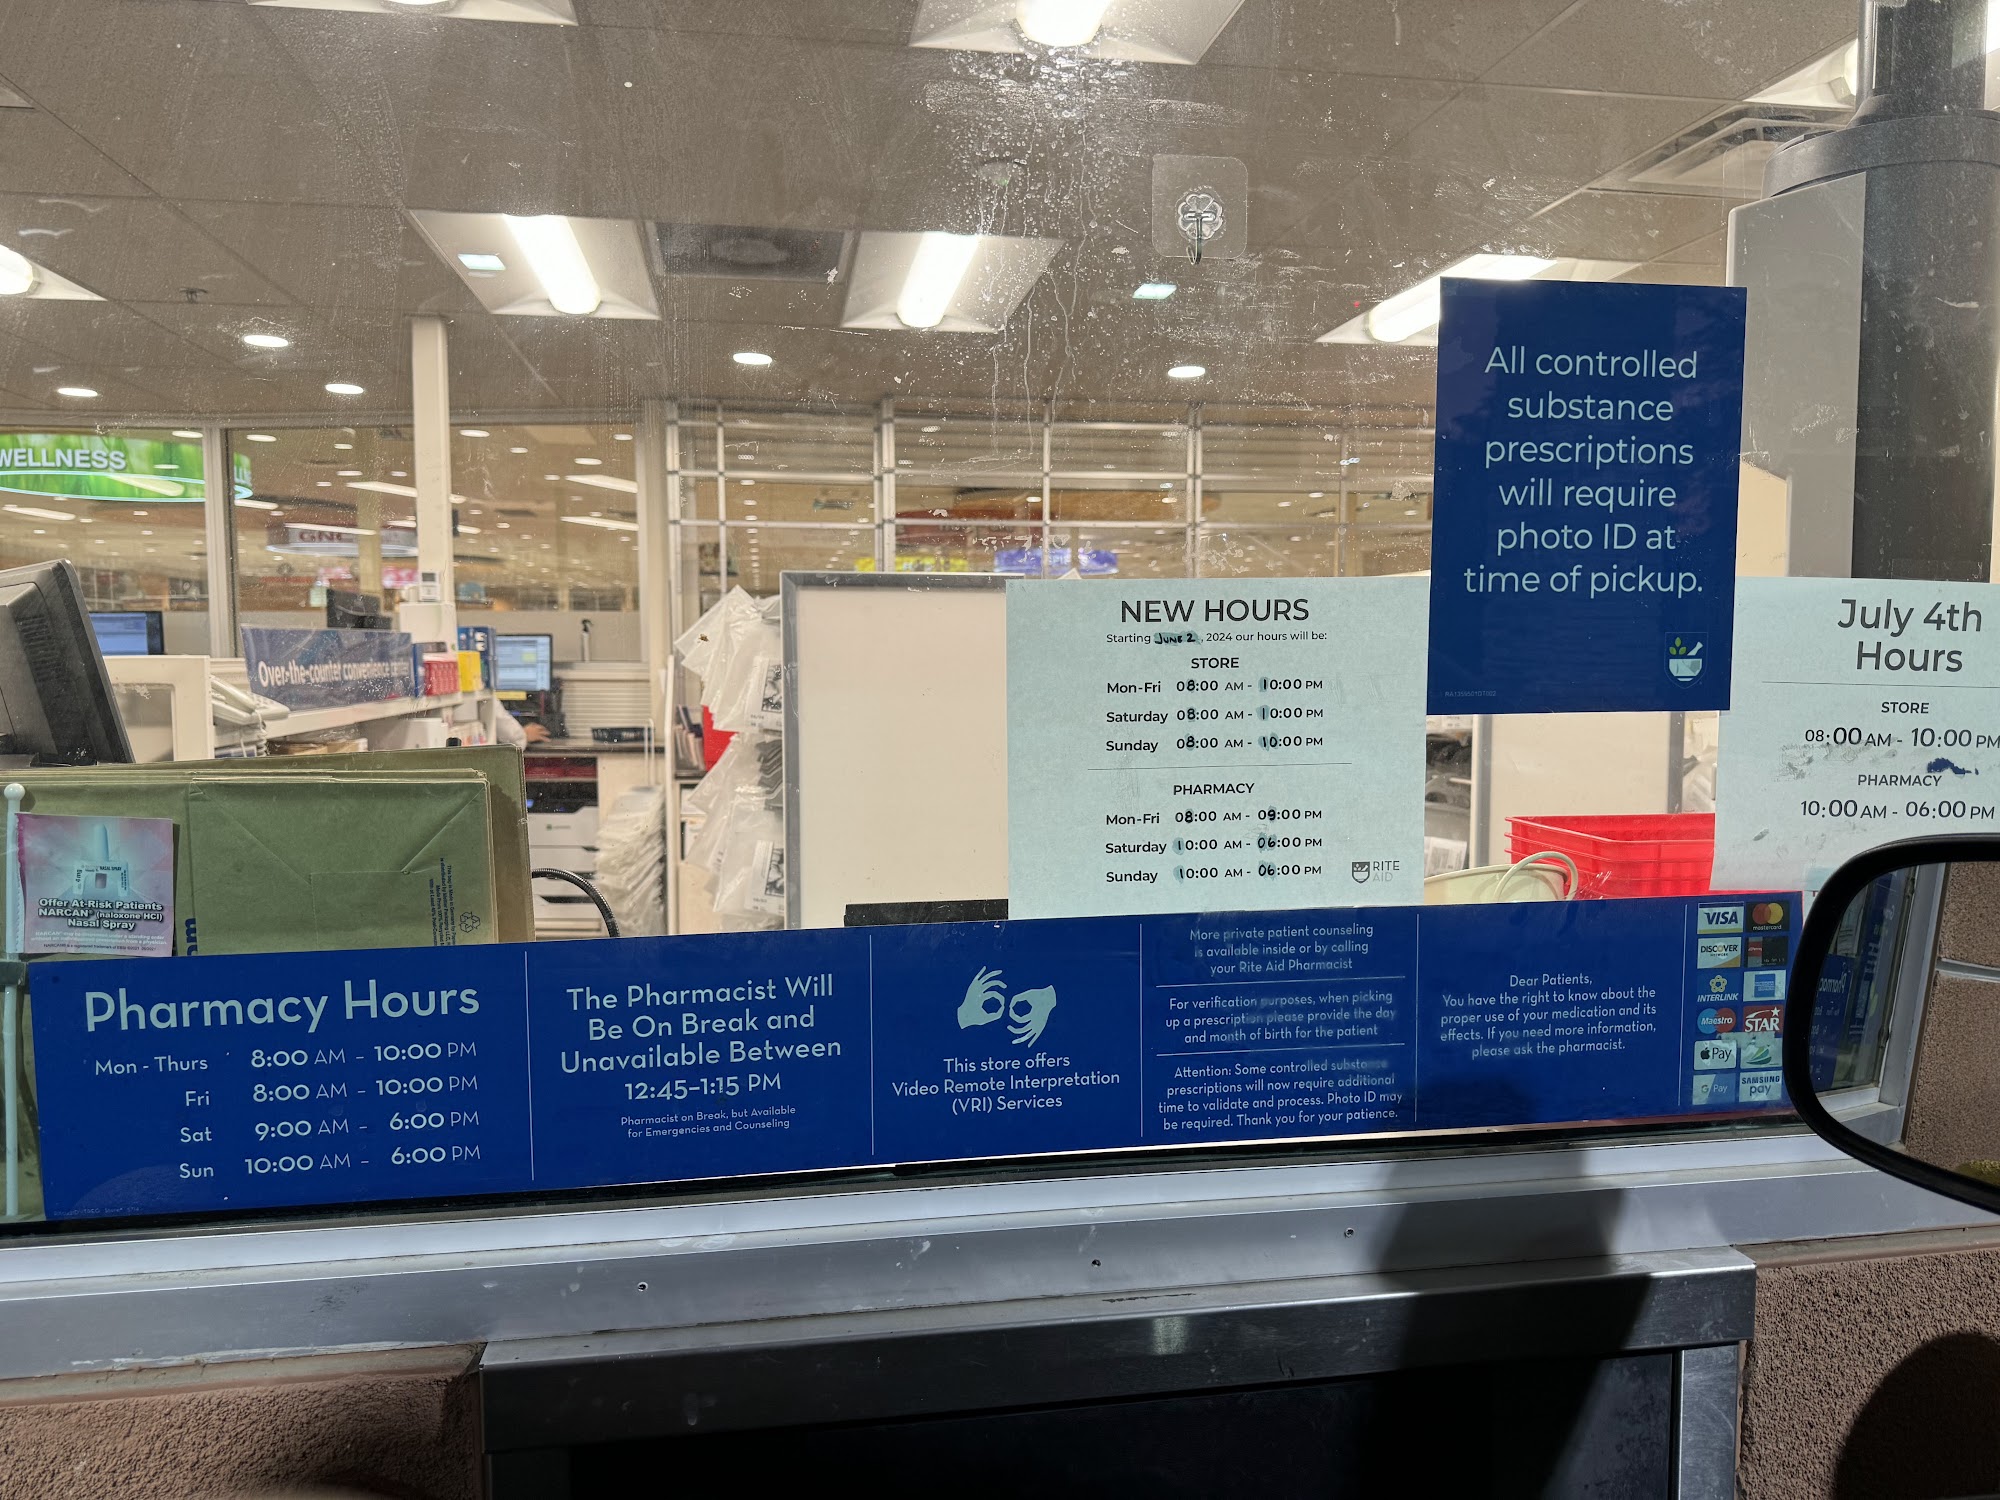 WELLNESS
GNC
Over-the-counter convenience center
All controlled
substance
prescriptions
will require
photo ID at
time of pickup.
NEW HOURS
Starting JUNE 2, 2024 our hours will be:
STORE
Mon-Fri 08:00 AM - 10:00 PM
Saturday 08:00 AM - 10:00 PM
Sunday 08:00 AM - 10:00 PM
PHARMACY
Mon-Fri 08:00 AM - 09:00 PM
Saturday 10:00 AM - 06:00 PM
Sunday 10:00 AM - 06:00 PM
RITE
AID
July 4th
Hours
STORE
08:00 AM - 10:00 PM
PHARMACY
10:00 AM - 06:00 PM
Offer At-Risk Patients
NARCAN® (naloxone HCl)
Nasal Spray
Pharmacy Hours
Mon - Thurs 8:00 AM - 10:00 PM
Fri 8:00 AM - 10:00 PM
Sat 9:00 AM - 6:00 PM
Sun 10:00 AM - 6:00 PM
The Pharmacist Will
Be On Break and
Unavailable Between
12:45-1:15 PM
Pharmacist on Break, but Available
for Emergencies and Counseling
This store offers
Video Remote Interpretation
(VRI) Services
More private patient counseling
is available inside or by calling
your Rite Aid Pharmacist
For verification purposes, when picking
up a prescription please provide the day
and month of birth for the patient
Attention: Some controlled substance
prescriptions will now require additional
time to validate and process. Photo ID may
be required. Thank you for your patience.
Dear Patients,
You have the right to know about the
proper use of your medication and its
effects. If you need more information,
please ask the pharmacist.
VISA
mastercard
DISCOVER
INTERLINK
Maestro
STAR
Pay
G Pay
SAMSUNG
pay